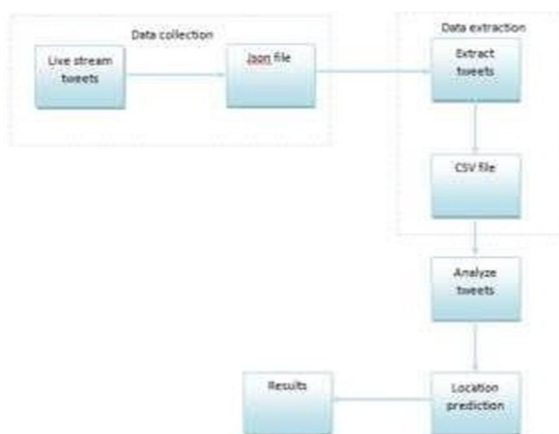 Data collection
Live stream
tweets
Json file
Data extraction
Extract
tweets
CSV file
Analyze
tweets
Location
prediction
Results